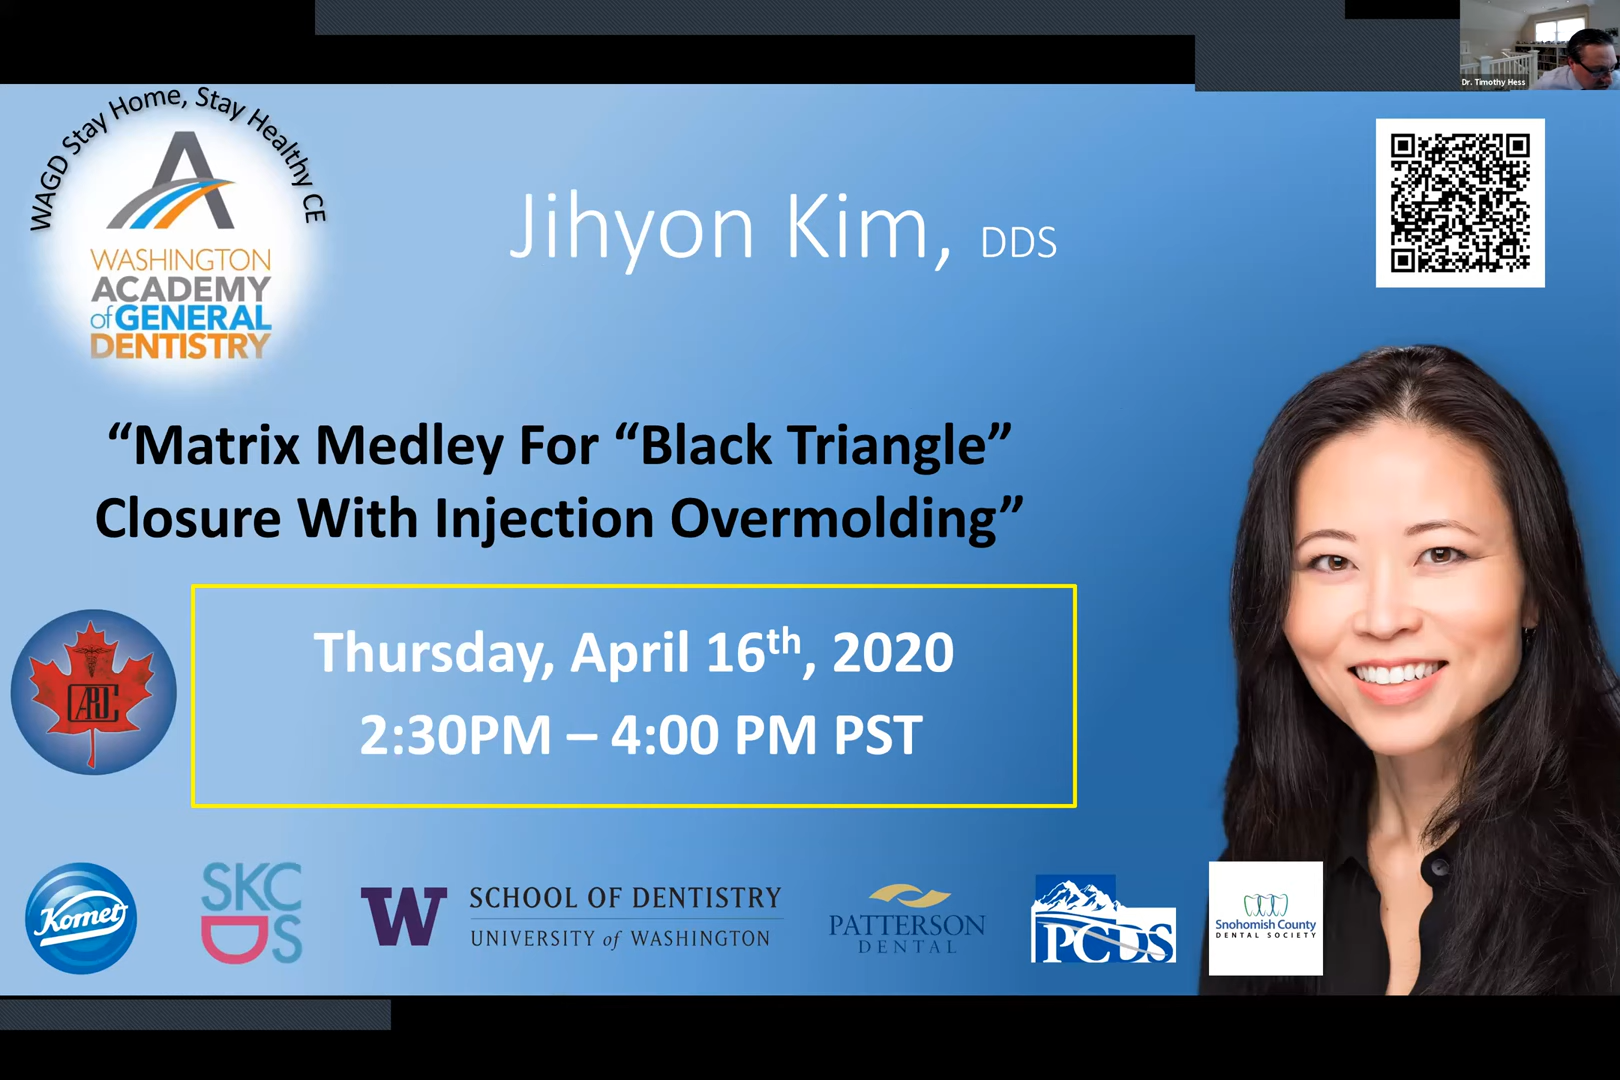 Dr. Timothy Hess
WAGD Stay Home, Stay Healthy CE
WASHINGTON
ACADEMY
of GENERAL
DENTISTRY
Jihyon Kim, DDS
“Matrix Medley For “Black Triangle”
Closure With Injection Overmolding”
Thursday, April 16th, 2020
2:30PM – 4:00 PM PST
Komet
SKC
DS
W
SCHOOL OF DENTISTRY
UNIVERSITY of WASHINGTON
PATTERSON
DENTAL
PCDS
Snohomish County
DENTAL SOCIETY